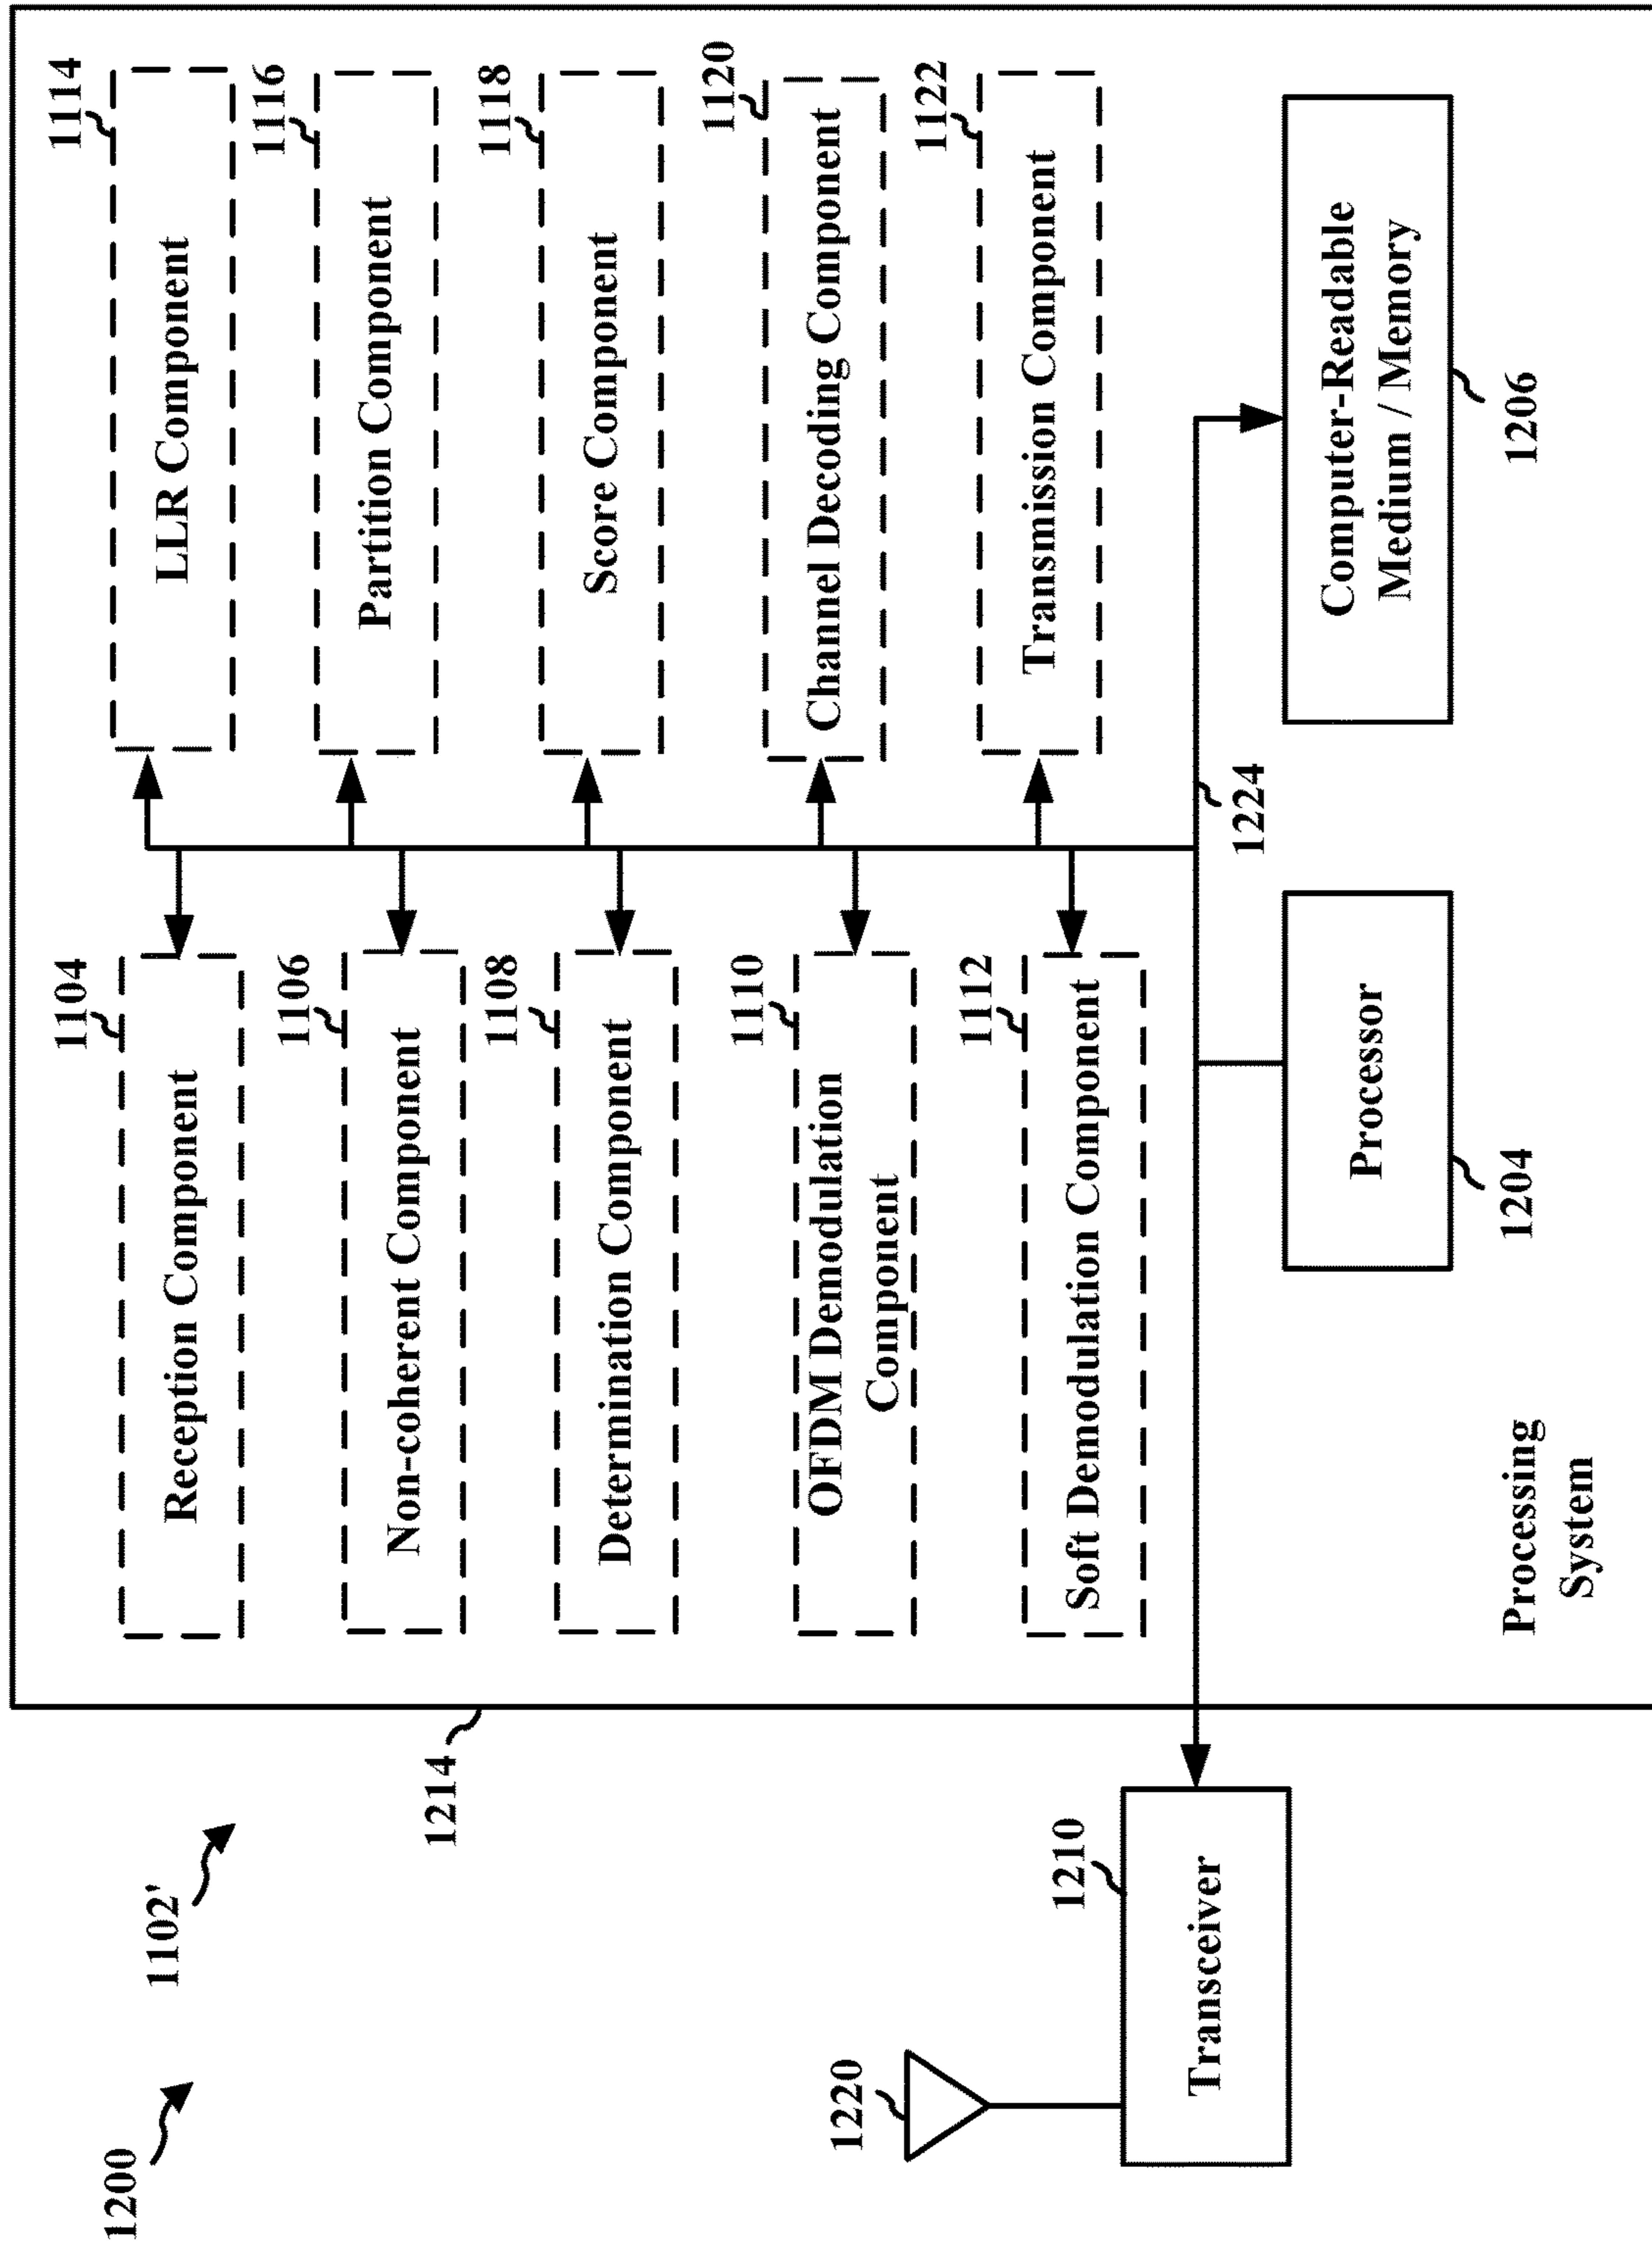 1200
1102'
1214
1104
Reception Component
1106
Non-coherent Component
1108
Determination Component
1110
OFDM Demodulation
Component
1112
Soft Demodulation Component
1114
LLR Component
1116
Partition Component
1118
Score Component
1120
Channel Decoding Component
1122
Transmission Component
1220
1210
Transceiver
1224
Processor
1204
Computer-Readable
Medium / Memory
1206
Processing
System